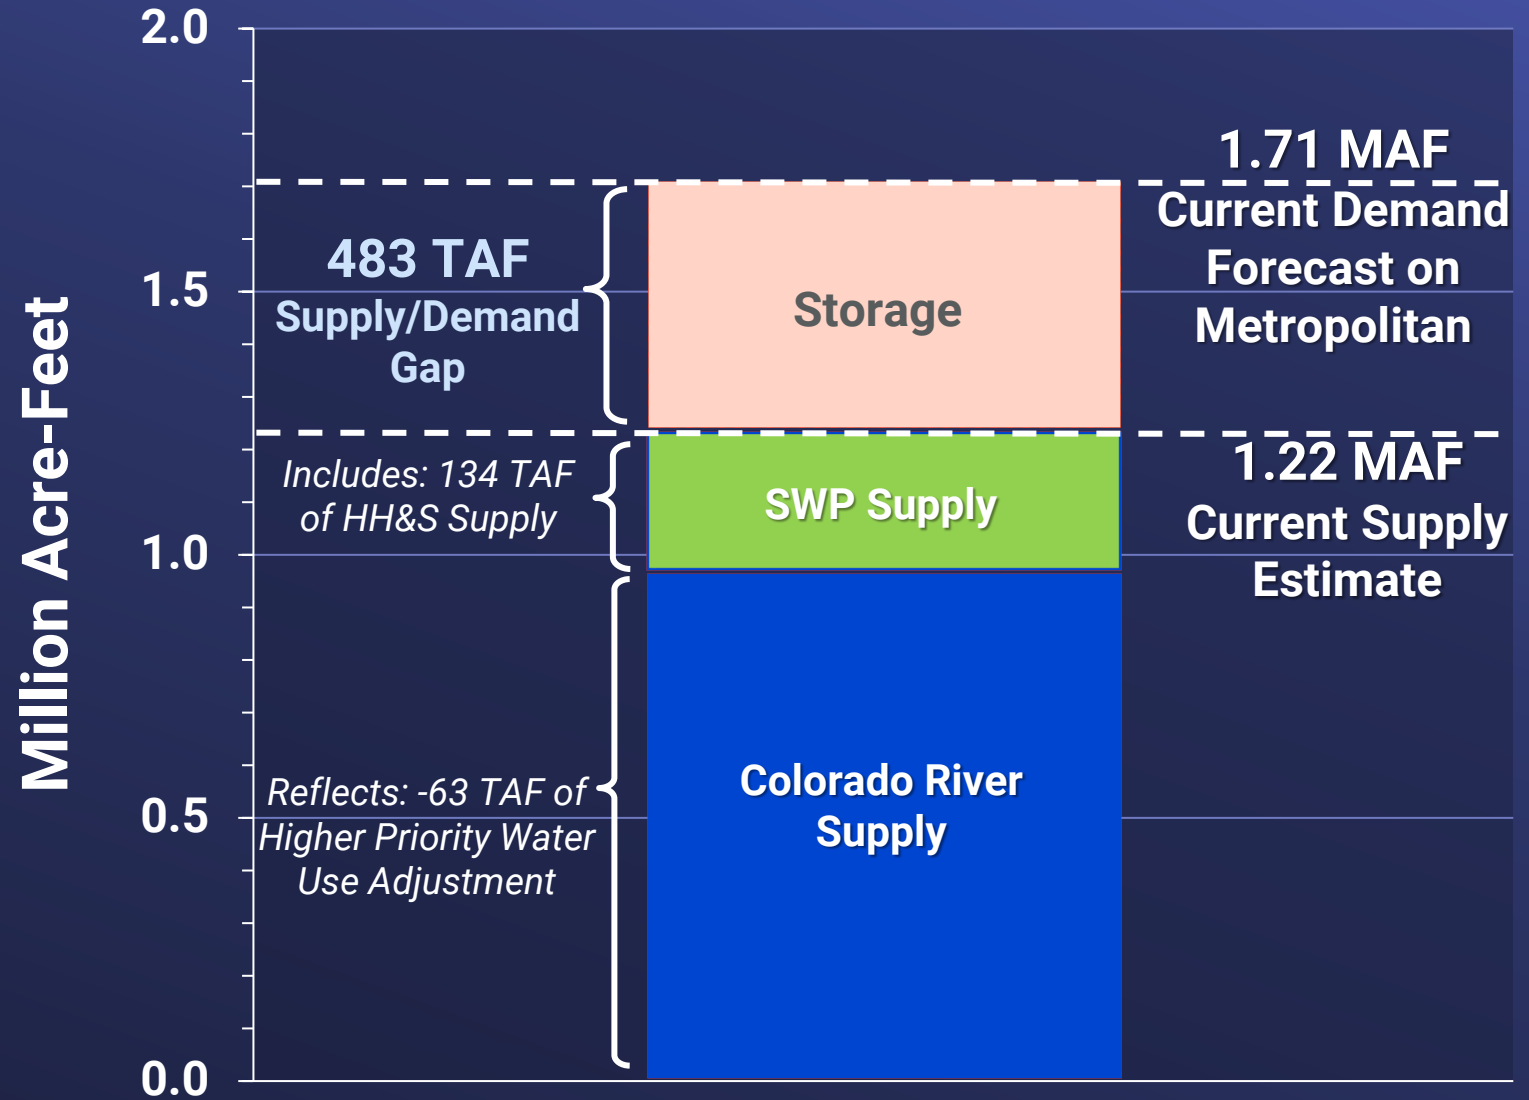 Million Acre-Feet
2.0
1.5
1.0
0.5
0.0
483 TAF
Supply/Demand
Gap
Includes: 134 TAF
of HH&S Supply
Reflects: -63 TAF of
Higher Priority Water
Use Adjustment
Storage
SWP Supply
Colorado River
Supply
1.71 MAF
Current Demand
Forecast on
Metropolitan
1.22 MAF
Current Supply
Estimate